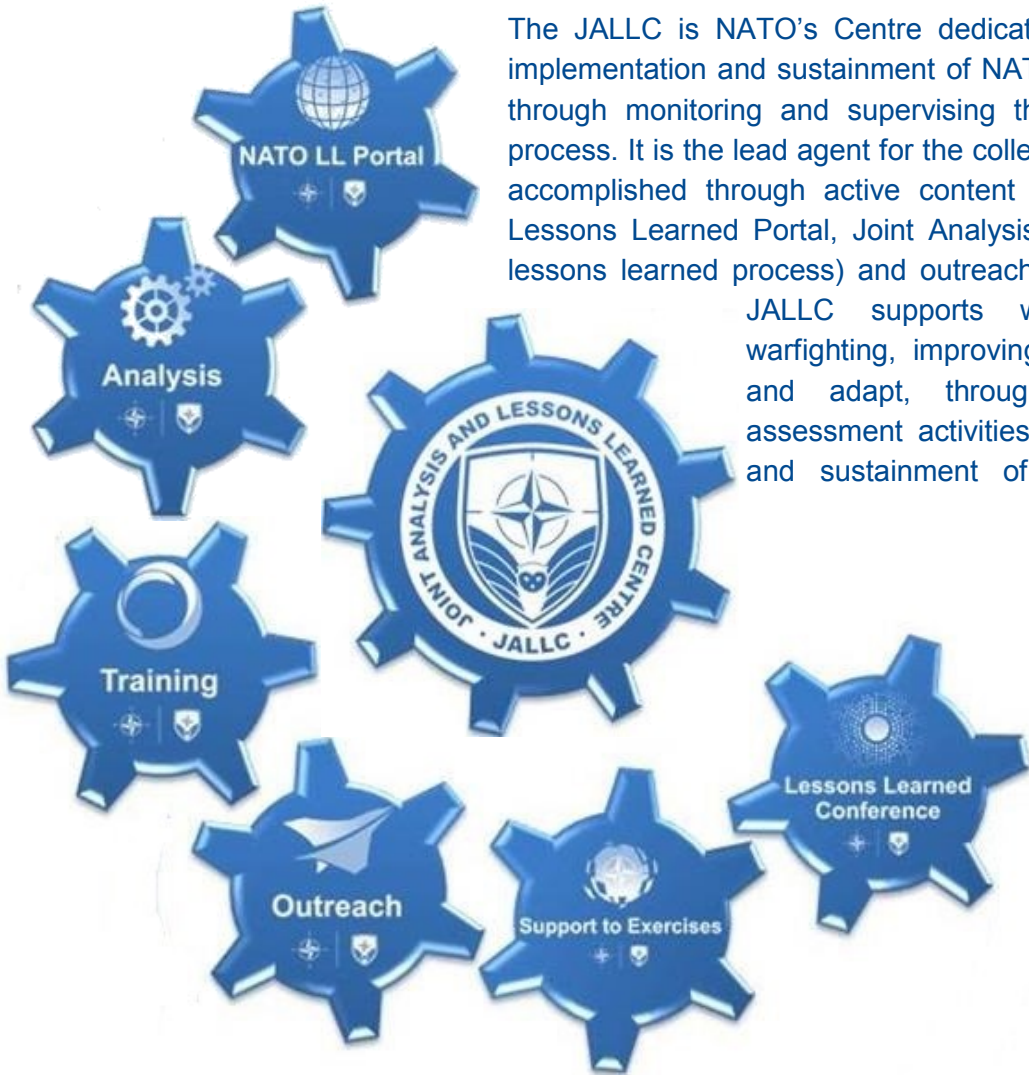 The JALLC is NATO's Centre dedicat
implementation and sustainment of NAT
through monitoring and supervising th
process. It is the lead agent for the colle
accomplished through active content
Lessons Learned Portal, Joint Analysis
lessons learned process) and outreach
JALLC supports w
warfighting, improving
and adapt, throug
assessment activities
and sustainment of
NATO LL Portal
Analysis
JOINT ANALYSIS AND LESSONS LEARNED CENTRE
· JALLC ·
Training
Lessons Learned
Conference
Outreach
Support to Exercises